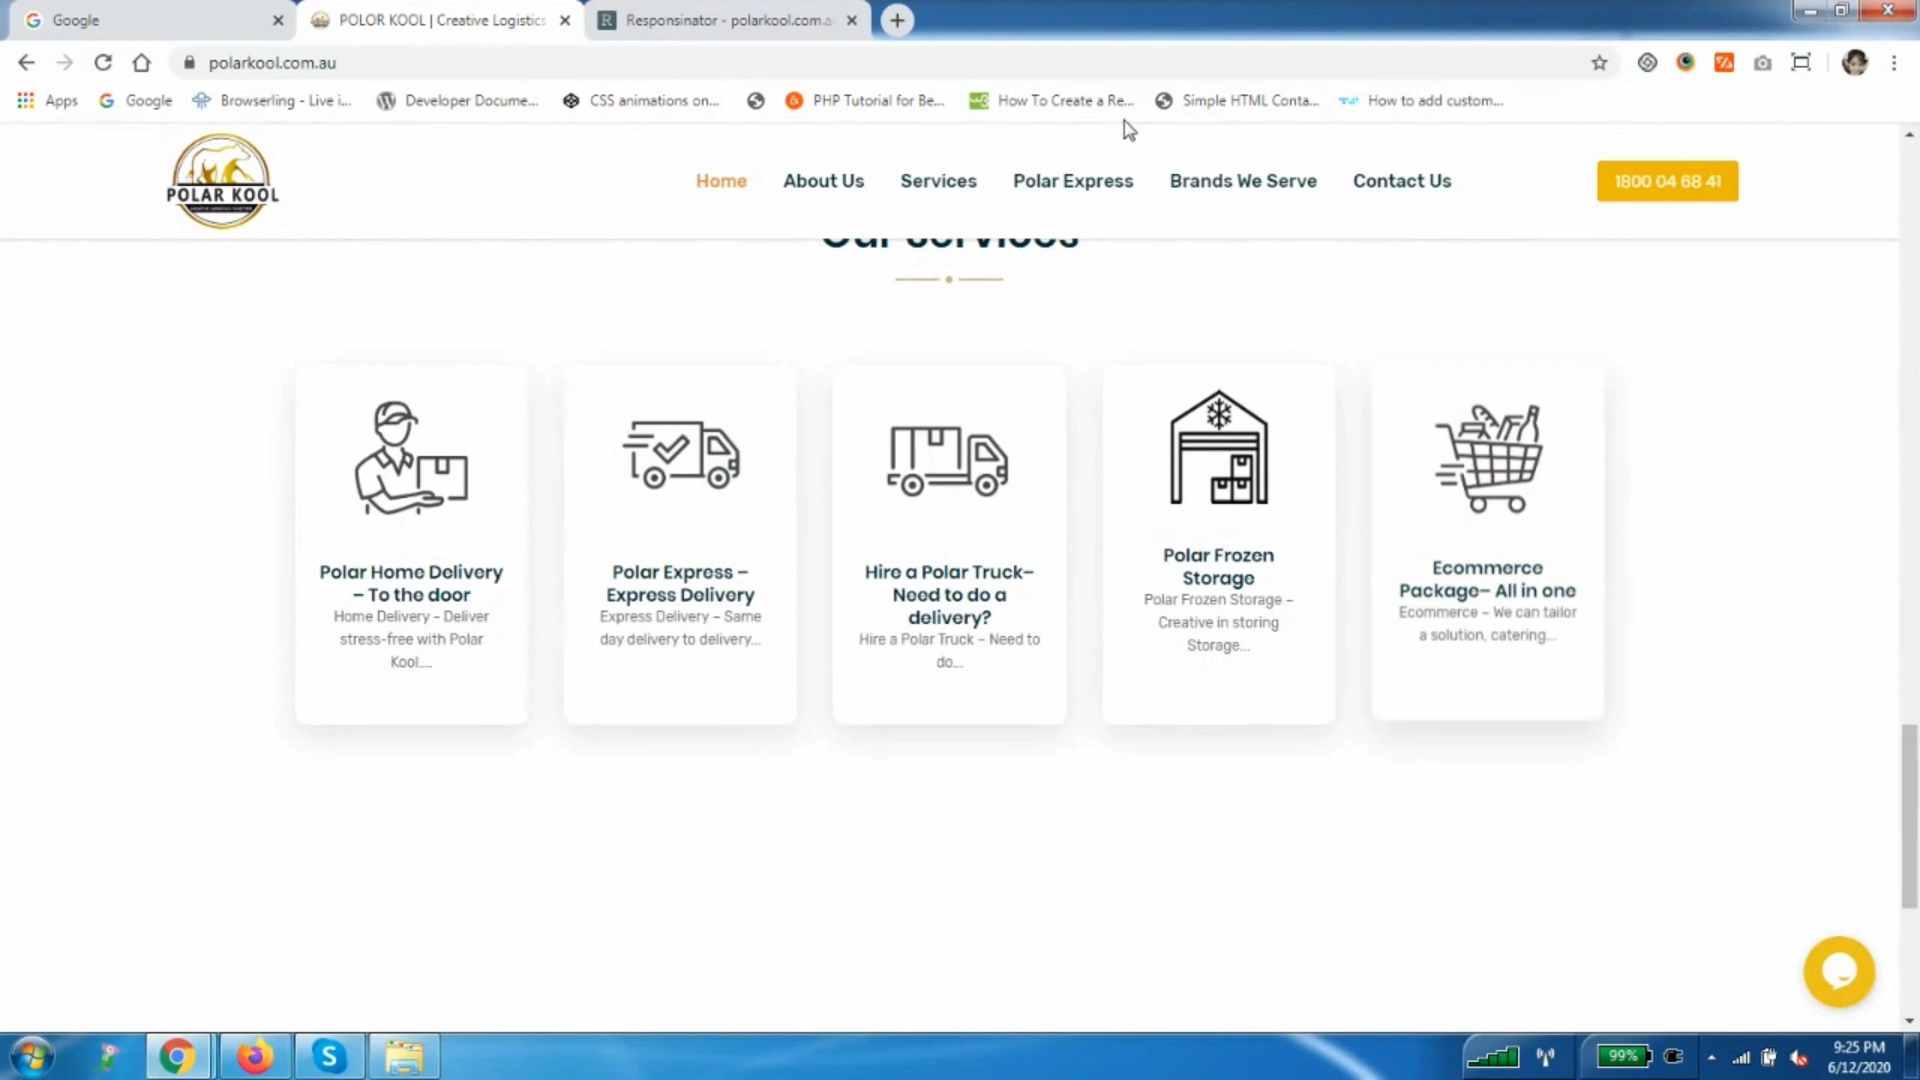 Google
POLOR KOOL | Creative Logistics
Responsinator - polarkool.com.a
polarkool.com.au
Apps
Google
Browserling - Live i...
Developer Docume...
CSS animations on...
PHP Tutorial for Be...
How To Create a Re...
Simple HTML Conta...
How to add custom...
POLAR KOOL
Home
About Us
Services
Polar Express
Brands We Serve
Contact Us
1800 04 68 41
Our Services
Polar Home Delivery
– To the door
Home Delivery - Deliver
stress-free with Polar
Kool....
Polar Express –
Express Delivery
Express Delivery – Same
day delivery to delivery...
Hire a Polar Truck–
Need to do a
delivery?
Hire a Polar Truck – Need to
do...
Polar Frozen
Storage
Polar Frozen Storage –
Creative in storing
Storage...
Ecommerce
Package– All in one
Ecommerce – We can tailor
a solution, catering...
99%
9:25 PM
6/12/2020